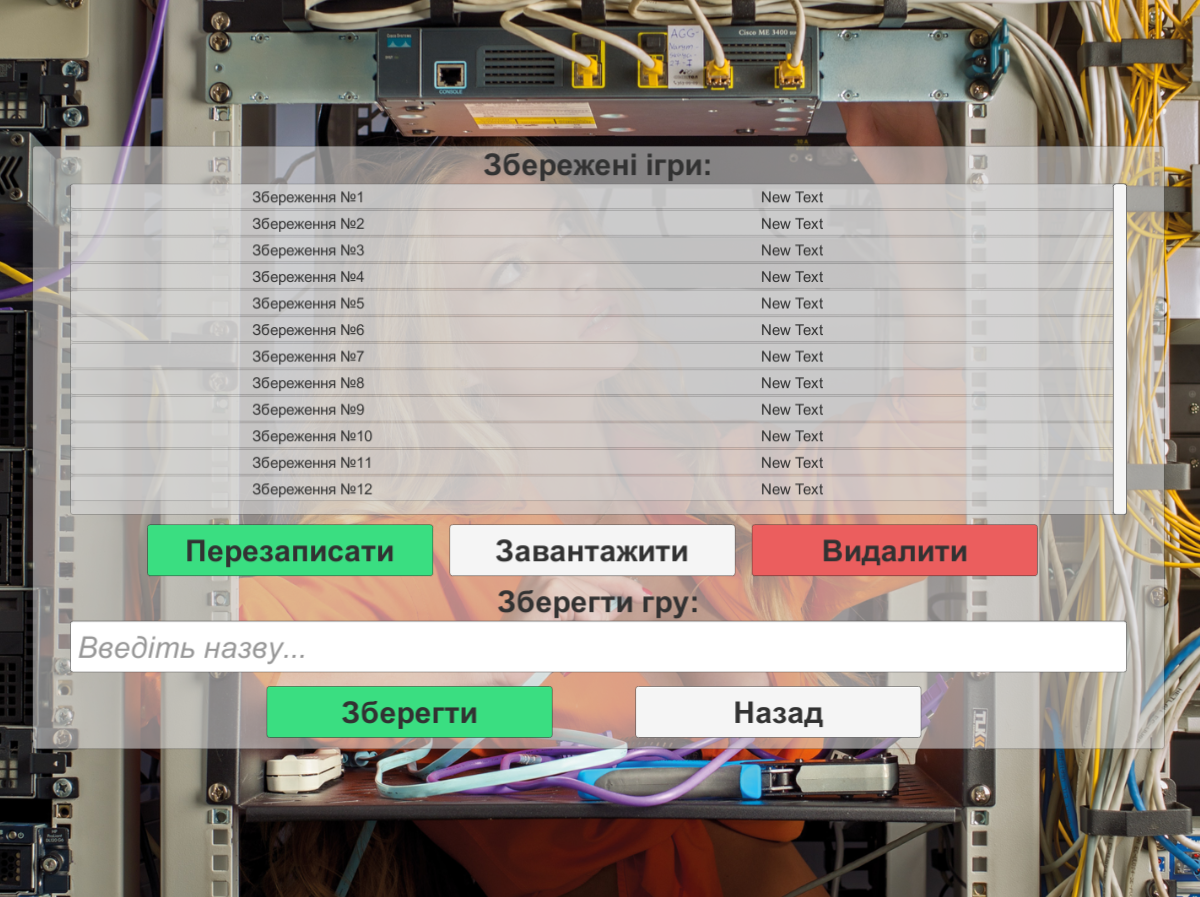 Cisco ME 3400
AGG-
CONSOLE
Збережені ігри:
Збереження №1 New Text
Збереження №2 New Text
Збереження №3 New Text
Збереження №4 New Text
Збереження №5 New Text
Збереження №6 New Text
Збереження №7 New Text
Збереження №8 New Text
Збереження №9 New Text
Збереження №10 New Text
Збереження №11 New Text
Збереження №12 New Text
Перезаписати Завантажити Видалити
Зберегти гру:
Введіть назву...
Зберегти Назад
TLK